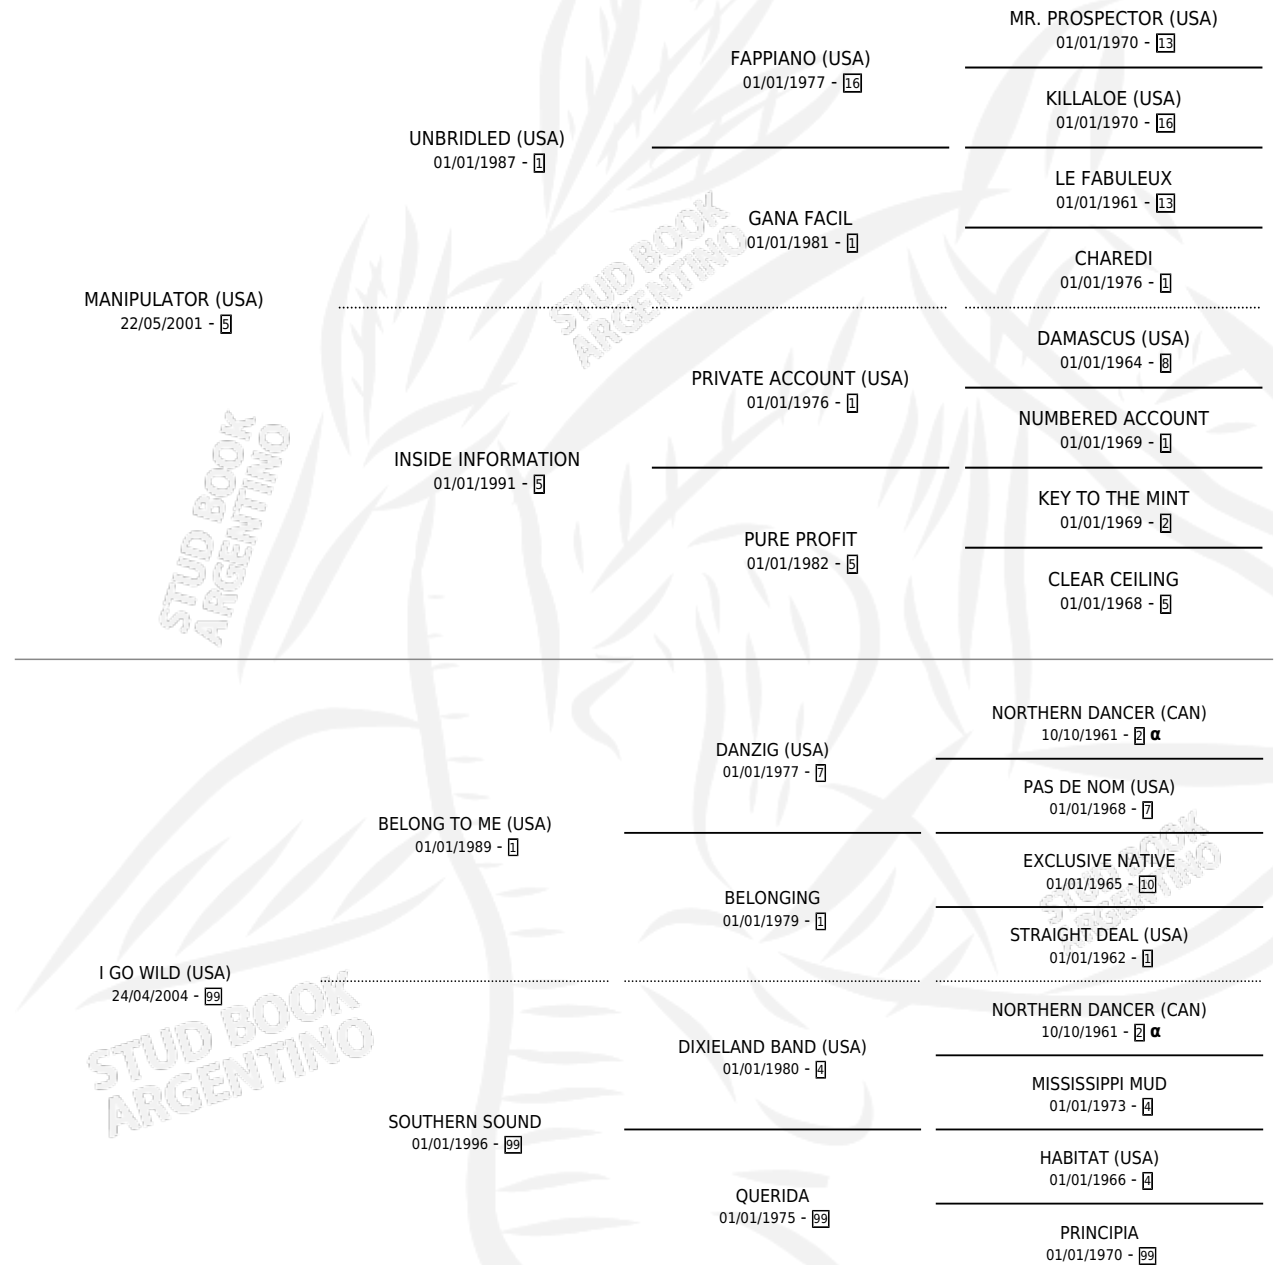 MR. PROSPECTOR (USA)
01/01/1970 - 13
FAPPIANO (USA)
01/01/1977 - 16
KILLALOE (USA)
01/01/1970 - 16
UNBRIDLED (USA)
01/01/1987 - 1
LE FABULEUX
01/01/1961 - 13
GANA FACIL
01/01/1981 - 1
CHAREDI
01/01/1976 - 1
MANIPULATOR (USA)
22/05/2001 - 5
DAMASCUS (USA)
01/01/1964 - 8
PRIVATE ACCOUNT (USA)
01/01/1976 - 1
NUMBERED ACCOUNT
01/01/1969 - 1
INSIDE INFORMATION
01/01/1991 - 5
KEY TO THE MINT
01/01/1969 - 2
PURE PROFIT
01/01/1982 - 5
CLEAR CEILING
01/01/1968 - 5
NORTHERN DANCER (CAN)
10/10/1961 - 2 α
DANZIG (USA)
01/01/1977 - 7
PAS DE NOM (USA)
01/01/1968 - 7
BELONG TO ME (USA)
01/01/1989 - 1
EXCLUSIVE NATIVE
01/01/1965 - 10
BELONGING
01/01/1979 - 1
STRAIGHT DEAL (USA)
01/01/1962 - 1
I GO WILD (USA)
24/04/2004 - 99
NORTHERN DANCER (CAN)
10/10/1961 - 2 α
DIXIELAND BAND (USA)
01/01/1980 - 4
MISSISSIPPI MUD
01/01/1973 - 4
SOUTHERN SOUND
01/01/1996 - 99
HABITAT (USA)
01/01/1966 - 4
QUERIDA
01/01/1975 - 99
PRINCIPIA
01/01/1970 - 99
STUD BOOK
ARGENTINO
STUD BOOK
ARGENTINO
STUD BOOK
ARGENTINO
STUD BOOK
ARGENTINO